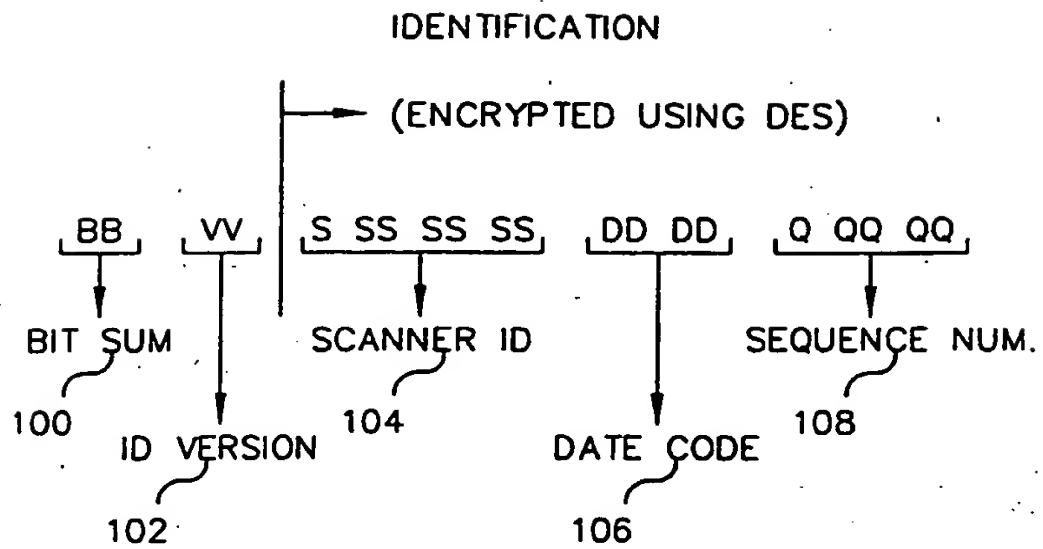 IDENTIFICATION
(ENCRYPTED USING DES)
BB VV S SS SS SS DD DD Q QQ QQ
BIT SUM SCANNER ID SEQUENCE NUM.
100 104 108
ID VERSION DATE CODE
102 106